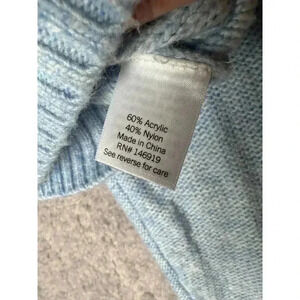 60% Acrylic
40% Nylon
Made in China
RN# 146919
See reverse for care